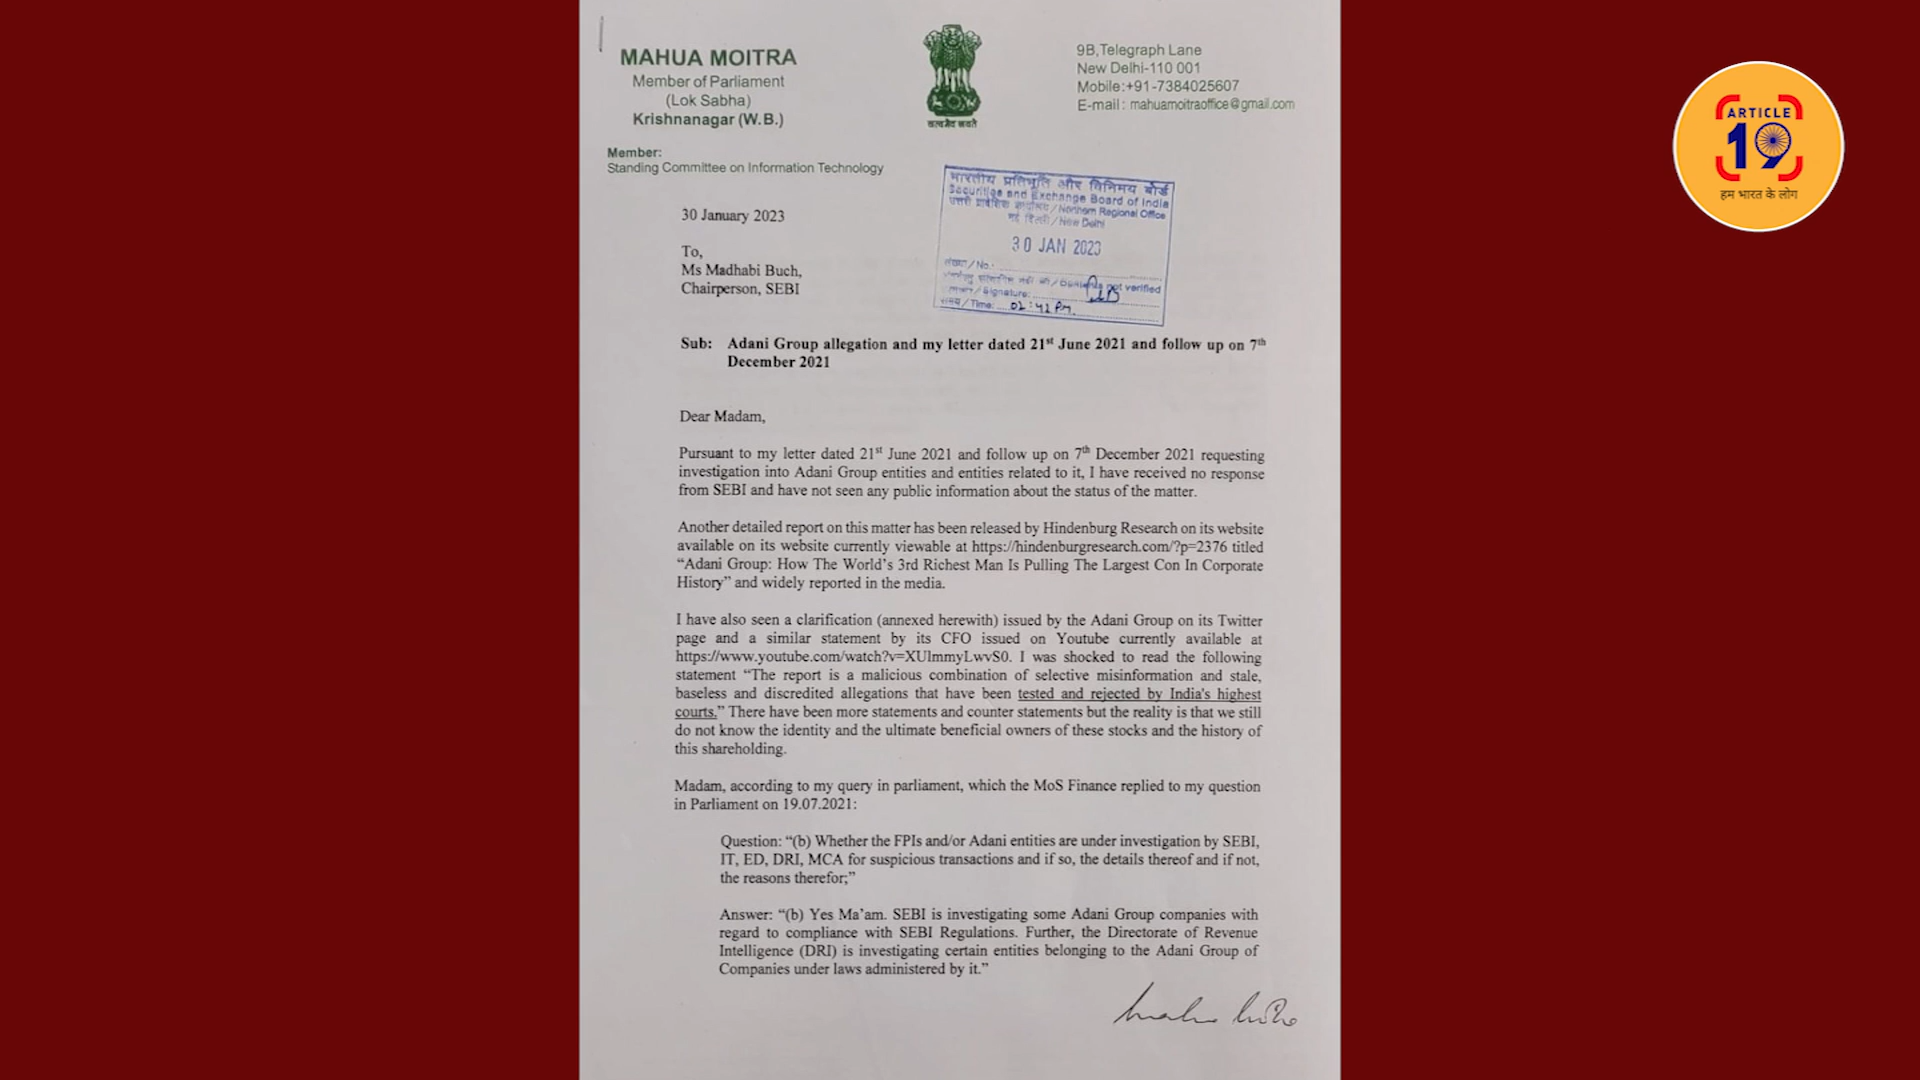 MAHUA MOITRA
Member of Parliament
(Lok Sabha)
Krishnanagar (W.B.)
Member:
Standing Committee on Information Technology
सत्यमेव जयते
9B, Telegraph Lane
New Delhi-110 001
Mobile:+91-7384025607
E-mail : mahuamoitraoffice@gmail.com
ARTICLE
19
हम भारत के लोग
भारतीय प्रतिभूति और विनिमय बोर्ड
Securities and Exchange Board of India
उत्तरी प्रादेशिक कार्यालय / Northern Regional Office
नई दिल्ली / New Delhi
30 JAN 2023
संख्या / No.:
not verified
/ Signature:
समय / Time: 02:42 Pm.
30 January 2023
To,
Ms Madhabi Buch,
Chairperson, SEBI
Sub: Adani Group allegation and my letter dated 21st June 2021 and follow up on 7th
December 2021
Dear Madam,
Pursuant to my letter dated 21st June 2021 and follow up on 7th December 2021 requesting
investigation into Adani Group entities and entities related to it, I have received no response
from SEBI and have not seen any public information about the status of the matter.
Another detailed report on this matter has been released by Hindenburg Research on its website
available on its website currently viewable at https://hindenburgresearch.com/?p=2376 titled
“Adani Group: How The World’s 3rd Richest Man Is Pulling The Largest Con In Corporate
History” and widely reported in the media.
I have also seen a clarification (annexed herewith) issued by the Adani Group on its Twitter
page and a similar statement by its CFO issued on Youtube currently available at
https://www.youtube.com/watch?v=XUlmmyLwvS0. I was shocked to read the following
statement “The report is a malicious combination of selective misinformation and stale,
baseless and discredited allegations that have been tested and rejected by India's highest
courts.” There have been more statements and counter statements but the reality is that we still
do not know the identity and the ultimate beneficial owners of these stocks and the history of
this shareholding.
Madam, according to my query in parliament, which the MoS Finance replied to my question
in Parliament on 19.07.2021:
Question: “(b) Whether the FPIs and/or Adani entities are under investigation by SEBI,
IT, ED, DRI, MCA for suspicious transactions and if so, the details thereof and if not,
the reasons therefor;”
Answer: “(b) Yes Ma’am. SEBI is investigating some Adani Group companies with
regard to compliance with SEBI Regulations. Further, the Directorate of Revenue
Intelligence (DRI) is investigating certain entities belonging to the Adani Group of
Companies under laws administered by it.”